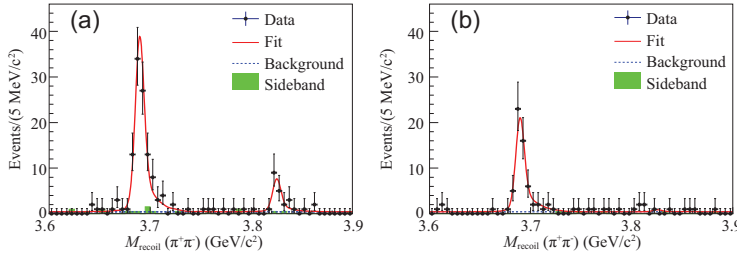 (a)
Data
Fit
Background
Sideband
Events/(5 MeV/c²)
40
30
20
10
0
3.6 3.7 3.8 3.9
M_recoil (π⁺π⁻) (GeV/c²)
(b)
Data
Fit
Background
Sideband
Events/(5 MeV/c²)
40
30
20
10
0
3.6 3.7 3.8 3.9
M_recoil (π⁺π⁻) (GeV/c²)